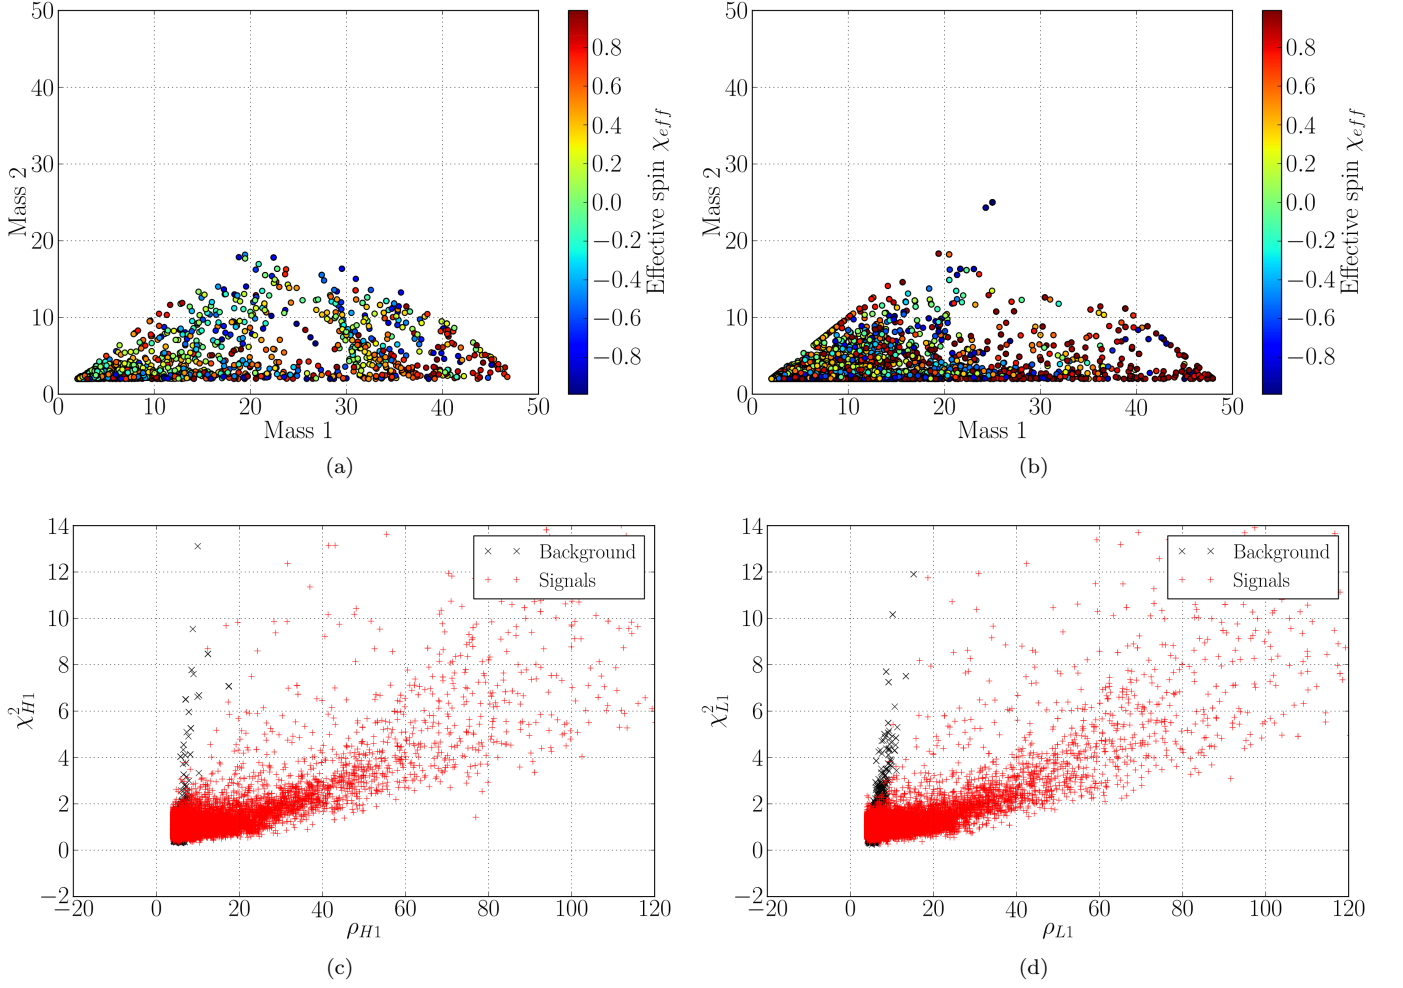 50
40
30
20
10
0
Mass 2
0 10 20 30 40 50
Mass 1
0.8
0.6
0.4
0.2
0.0
−0.2
−0.4
−0.6
−0.8
Effective spin χeff
(a)
50
40
30
20
10
0
Mass 2
0 10 20 30 40 50
Mass 1
0.8
0.6
0.4
0.2
0.0
−0.2
−0.4
−0.6
−0.8
Effective spin χeff
(b)
14
12
10
8
6
4
2
0
−2
χ²H1
Background
Signals
−20 0 20 40 60 80 100 120
ρH1
(c)
14
12
10
8
6
4
2
0
−2
χ²L1
Background
Signals
−20 0 20 40 60 80 100 120
ρL1
(d)